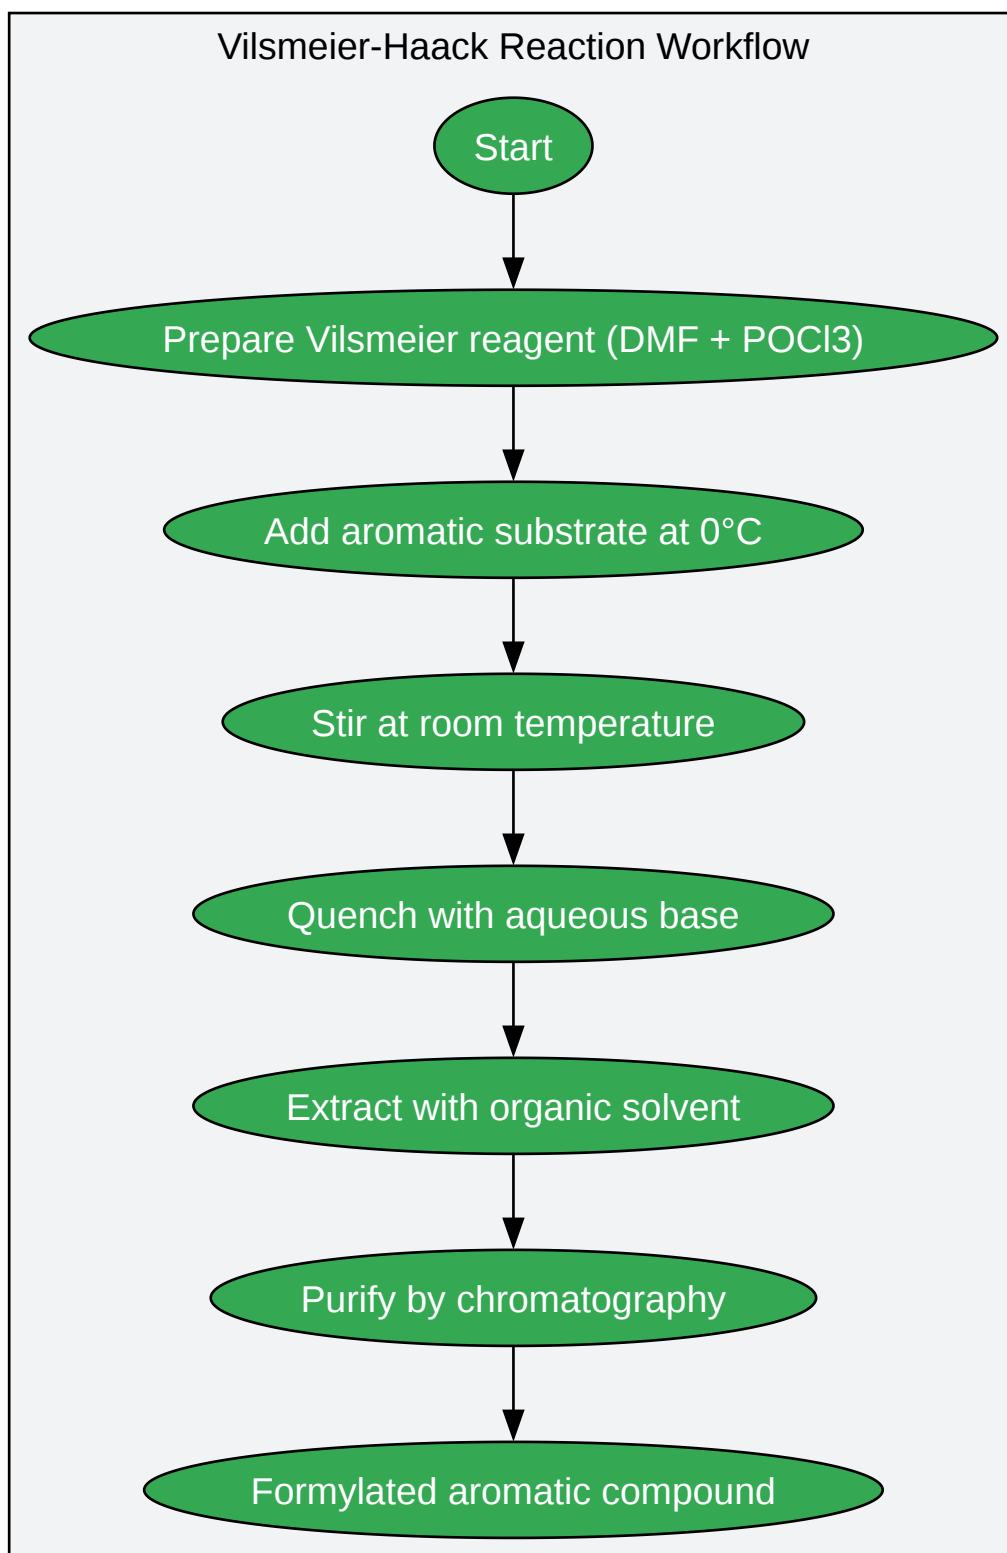 Vilsmeier-Haack Reaction Workflow
Start
Prepare Vilsmeier reagent (DMF + POCl3)
Add aromatic substrate at 0°C
Stir at room temperature
Quench with aqueous base
Extract with organic solvent
Purify by chromatography
Formylated aromatic compound